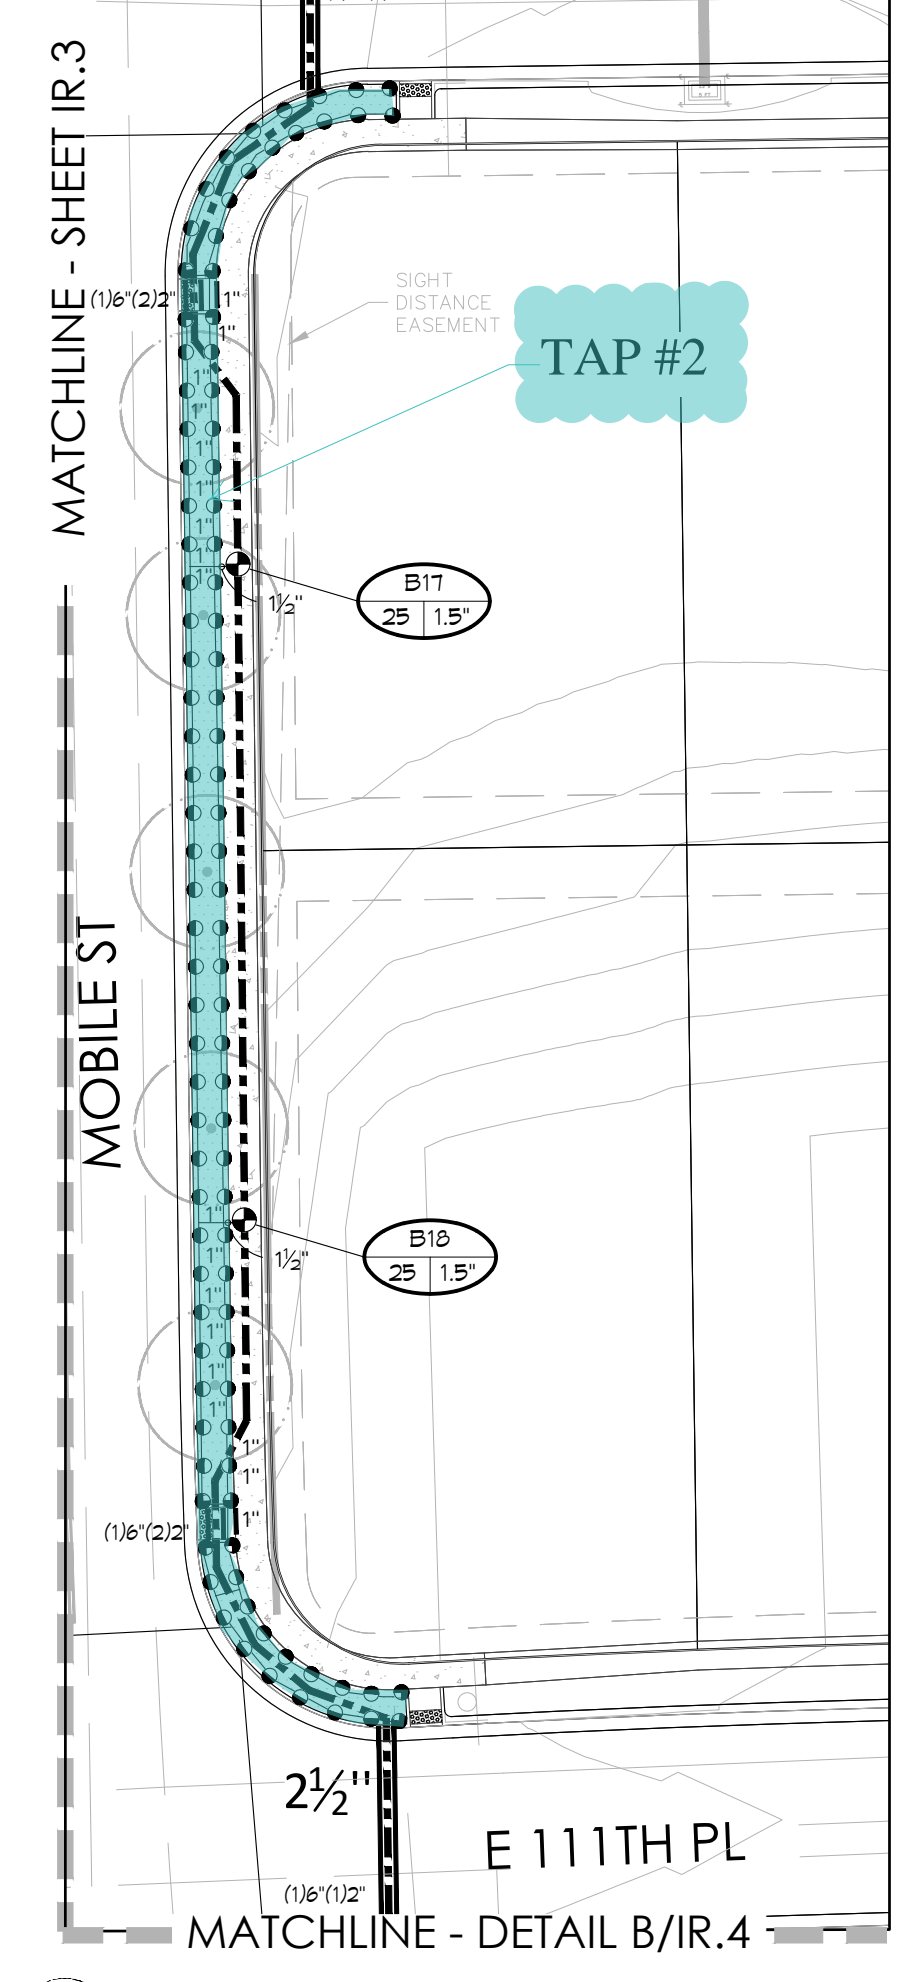 MATCHLINE - SHEET IR.3
(1)6"(2)2"
1"
1"
SIGHT
DISTANCE
EASEMENT
TAP #2
1"
1"
1"
1"
1"
1"
1"
B17
25 1.5"
1½"
MOBILE ST
1"
B18
25 1.5"
1½"
1"
1"
1"
1"
1"
1"
1"
(1)6"(2)2"
1"
2½"
E 111TH PL
(1)6"(1)2"
MATCHLINE - DETAIL B/IR.4